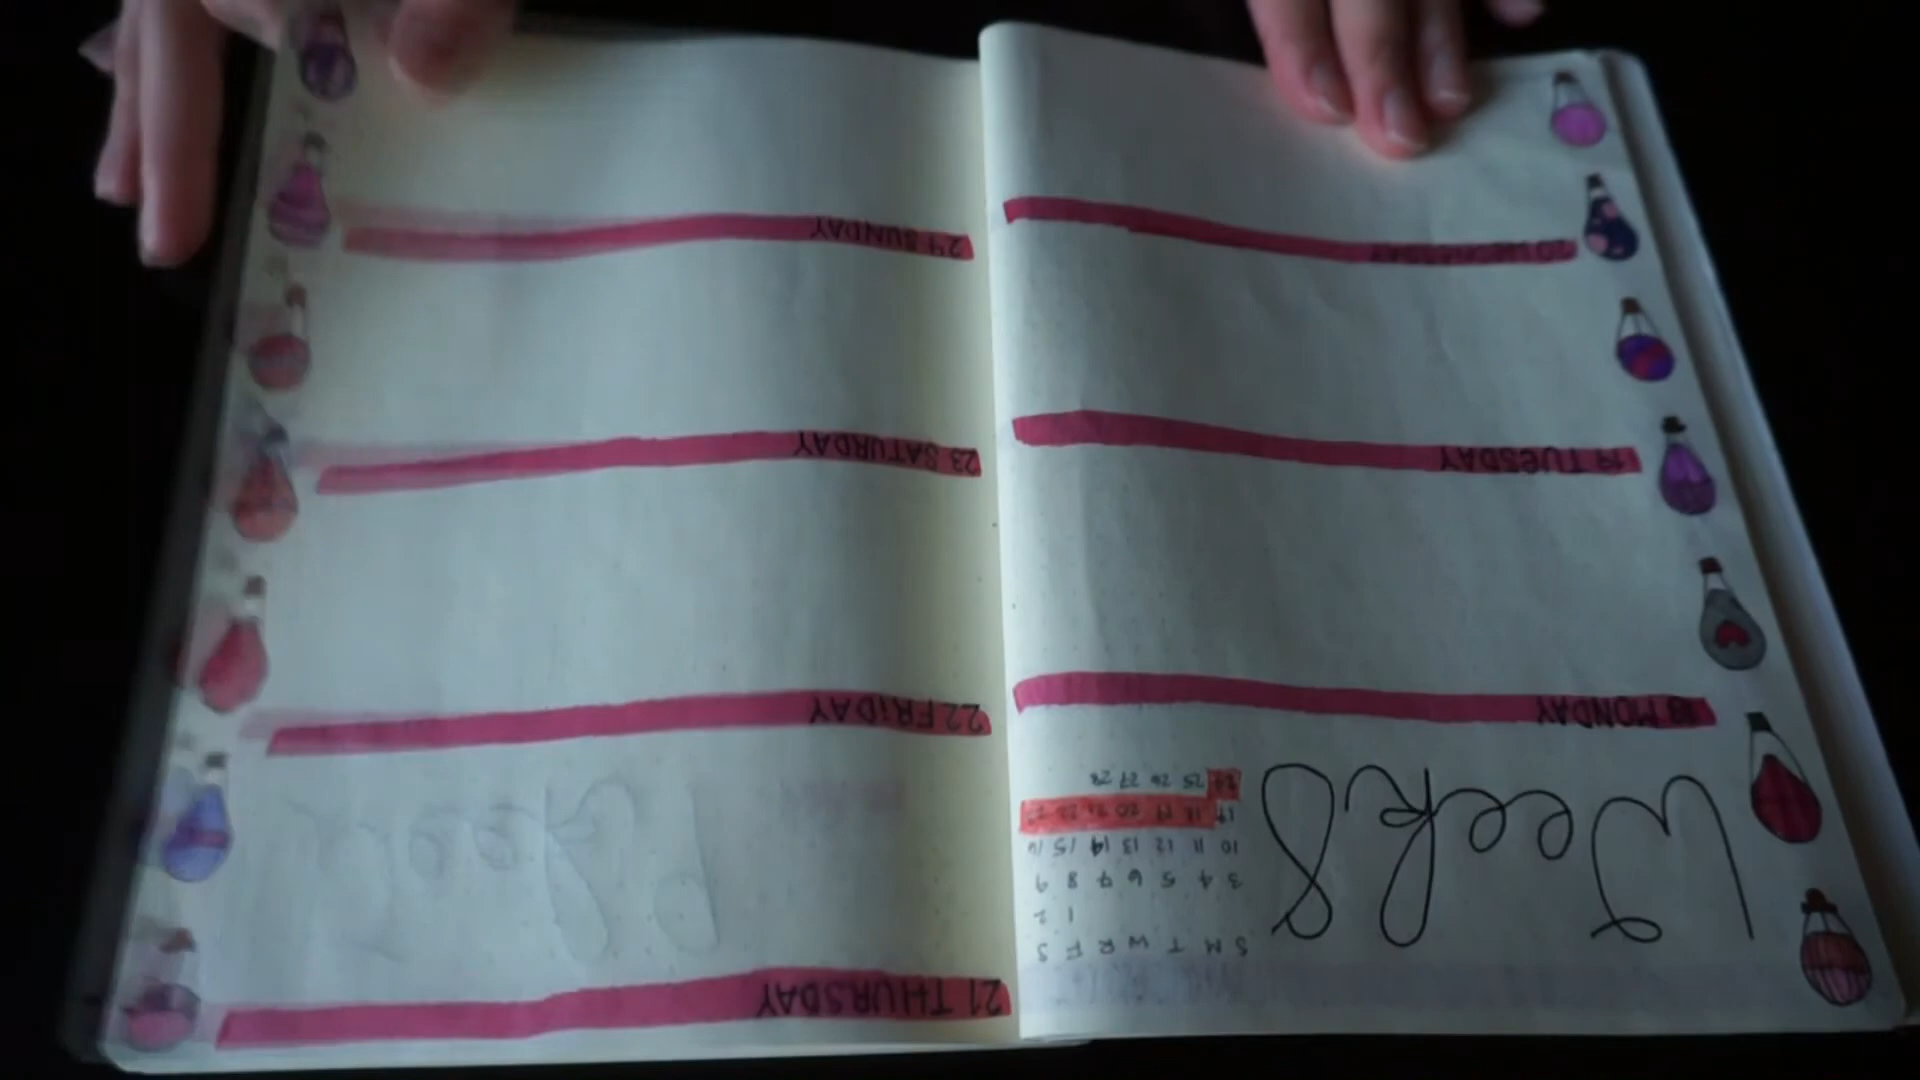 Week 8
S M T W R F S
1 2
3 4 5 6 7 8 9
10 11 12 13 14 15 16
17 18 19 20 21 22 23
24 25 26 27 28
18 MONDAY
19 TUESDAY
20 WEDNESDAY
21 THURSDAY
22 FRiDAY
23 SATURDAY
24 SUNDAY